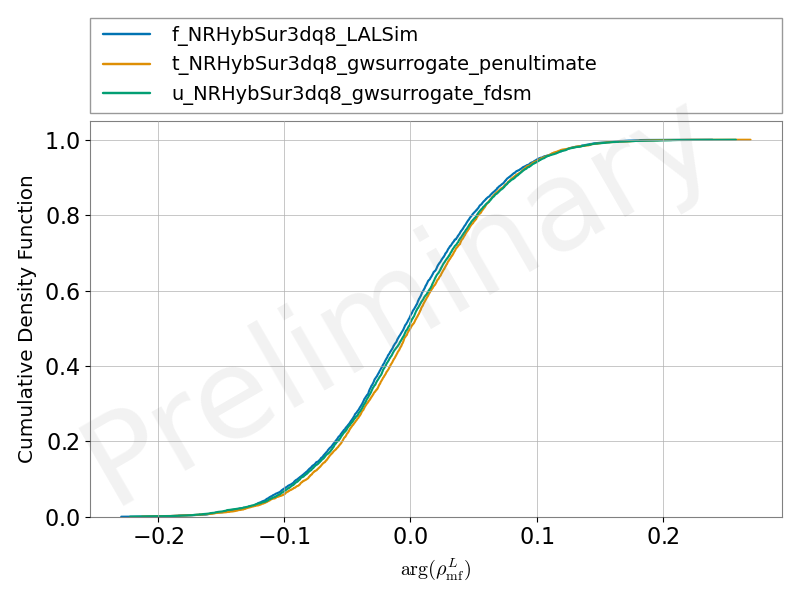 f_NRHybSur3dq8_LALSim
t_NRHybSur3dq8_gwsurrogate_penultimate
u_NRHybSur3dq8_gwsurrogate_fdsm
Preliminary
Cumulative Density Function
1.0
0.8
0.6
0.4
0.2
0.0
−0.2 −0.1 0.0 0.1 0.2
arg(ρ_mf^L)